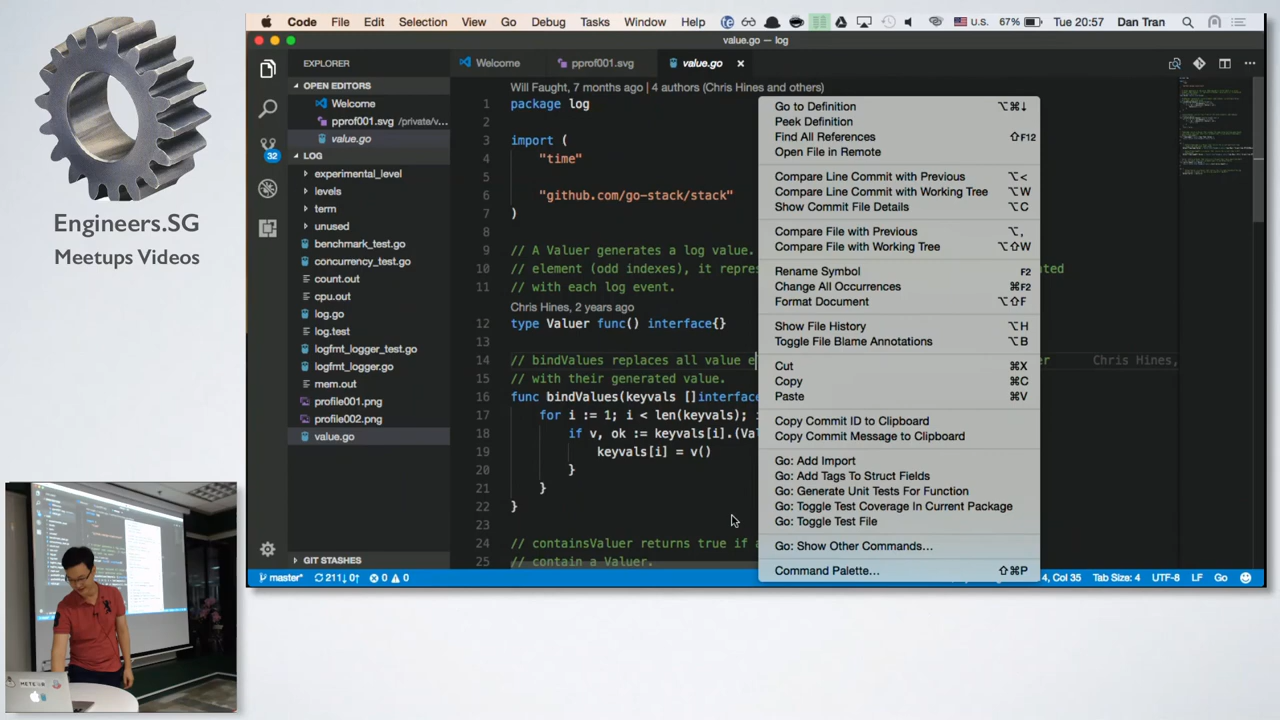 Code File Edit Selection View Go Debug Tasks Window Help U.S. 67% Tue 20:57 Dan Tran
value.go — log
EXPLORER
Welcome pprof001.svg value.go
OPEN EDITORS
Welcome
pprof001.svg /private/v...
value.go
LOG
experimental_level
levels
term
unused
benchmark_test.go
concurrency_test.go
count.out
cpu.out
log.go
log.test
logfmt_logger_test.go
logfmt_logger.go
mem.out
profile001.png
profile002.png
value.go
GIT STASHES
32
Will Faught, 7 months ago | 4 authors (Chris Hines and others)
1 package log
2
3 import (
4 "time"
5
6 "github.com/go-stack/stack"
7 )
8
9 // A Valuer generates a log value.
10 // element (odd indexes), it repres
11 // with each log event.
Chris Hines, 2 years ago
12 type Valuer func() interface{}
13
14 // bindValues replaces all value e Chris Hines,
15 // with their generated value.
16 func bindValues(keyvals []interface
17 for i := 1; i < len(keyvals); i
18 if v, ok := keyvals[i].(Val
19 keyvals[i] = v()
20 }
21 }
22 }
23
24 // containsValuer returns true if a
25 // contain a Valuer.
Go to Definition ⌥⌘↓
Peek Definition
Find All References ⇧F12
Open File in Remote
Compare Line Commit with Previous ⌥<
Compare Line Commit with Working Tree ⌥W
Show Commit File Details ⌥C
Compare File with Previous ⌥,
Compare File with Working Tree ⌥⇧W
Rename Symbol F2
Change All Occurrences ⌘F2
Format Document ⌥⇧F
Show File History ⌥H
Toggle File Blame Annotations ⌥B
Cut ⌘X
Copy ⌘C
Paste ⌘V
Copy Commit ID to Clipboard
Copy Commit Message to Clipboard
Go: Add Import
Go: Add Tags To Struct Fields
Go: Generate Unit Tests For Function
Go: Toggle Test Coverage In Current Package
Go: Toggle Test File
Go: Show Other Commands...
Command Palette... ⇧⌘P
master* 211↓ 0↑ 0 0 4, Col 35 Tab Size: 4 UTF-8 LF Go
Engineers.SG
Meetups Videos